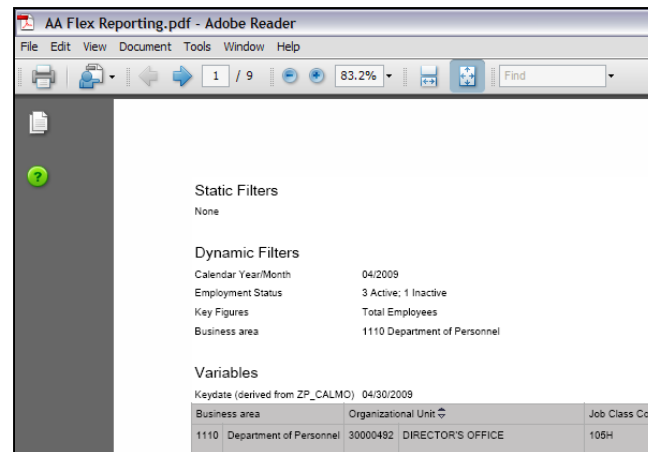 AA Flex Reporting.pdf - Adobe Reader
File Edit View Document Tools Window Help
1 / 9 83.2% Find
?
Static Filters
None
Dynamic Filters
Calendar Year/Month 04/2009
Employment Status 3 Active; 1 Inactive
Key Figures Total Employees
Business area 1110 Department of Personnel
Variables
Keydate (derived from ZP_CALMO) 04/30/2009
Business area Organizational Unit Job Class Co
1110 Department of Personnel 30000492 DIRECTOR'S OFFICE 105H